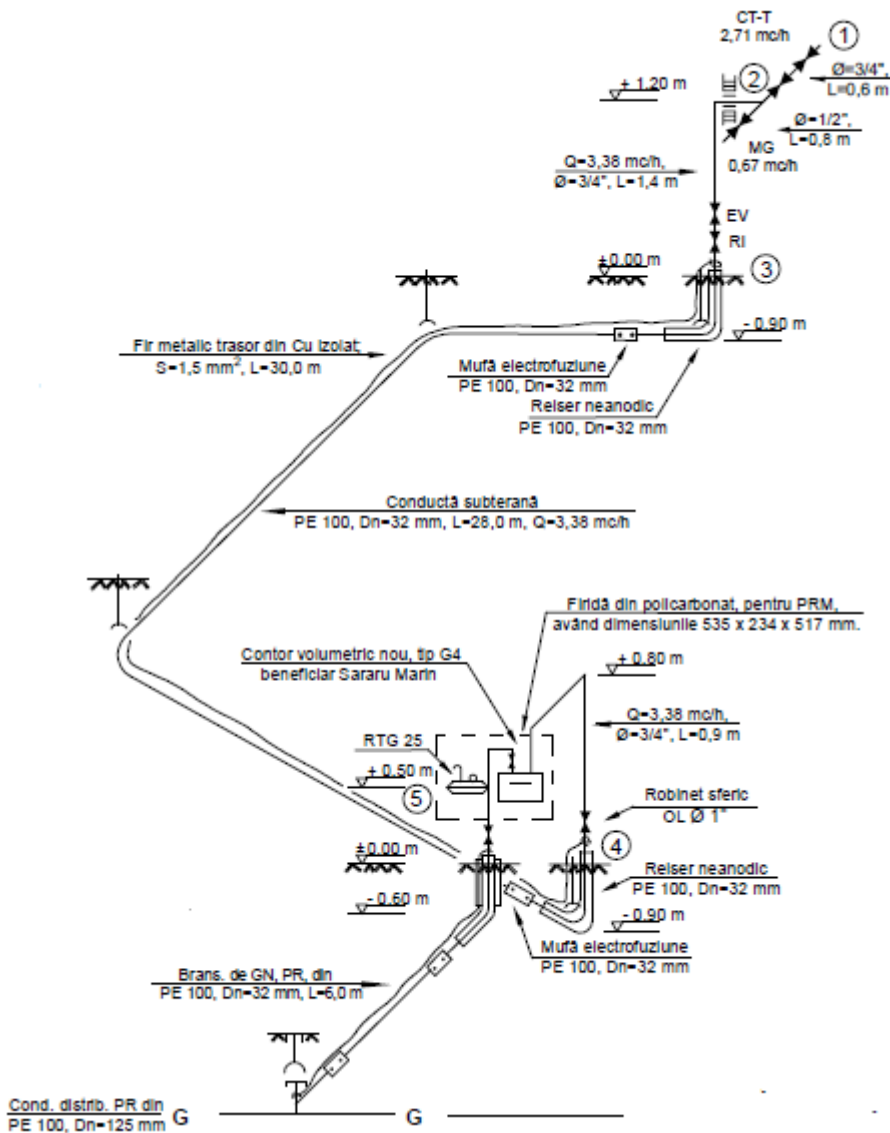 CT-T
2,71 mc/h
1
Ø=3/4",
L=0,6 m
2
+ 1.20 m
Ø=1/2",
L=0,8 m
MG
0,67 mc/h
Q=3,38 mc/h,
Ø=3/4", L=1,4 m
EV
RI
±0.00 m
3
- 0.90 m
Fir metalic trasor din Cu izolat;
S=1,5 mm², L=30,0 m
Mufă electrofuziune
PE 100, Dn=32 mm
Reiser neanodic
PE 100, Dn=32 mm
Conductă subterană
PE 100, Dn=32 mm, L=28,0 m, Q=3,38 mc/h
Firidă din policarbonat, pentru PRM,
având dimensiunile 535 x 234 x 517 mm.
Contor volumetric nou, tip G4
beneficiar Sararu Marin
+ 0.80 m
Q=3,38 mc/h,
Ø=3/4", L=0,9 m
RTG 25
+ 0.50 m
5
Robinet sferic
OL Ø 1"
±0.00 m
4
Reiser neanodic
PE 100, Dn=32 mm
- 0.60 m
- 0.90 m
Mufă electrofuziune
PE 100, Dn=32 mm
Brans. de GN, PR, din
PE 100, Dn=32 mm, L=6,0 m
Cond. distrib. PR din
PE 100, Dn=125 mm
G
G